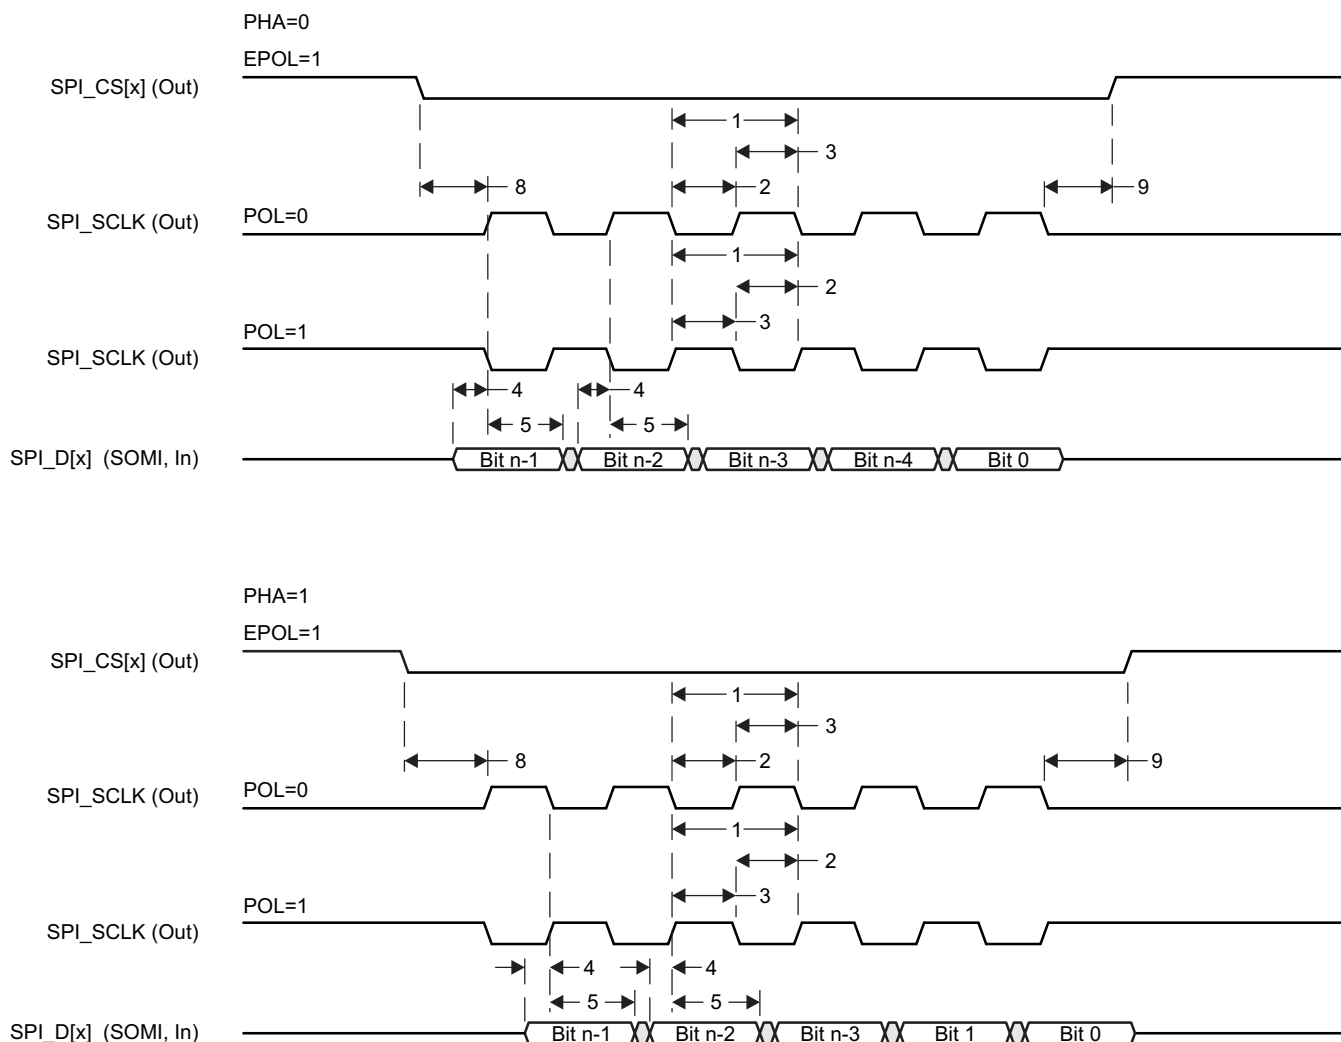 PHA=0
EPOL=1
SPI_CS[x] (Out)
1
3
8 2 9
POL=0
SPI_SCLK (Out)
1
2
3
POL=1
SPI_SCLK (Out)
4 4
5 5
SPI_D[x] (SOMI, In) Bit n-1 Bit n-2 Bit n-3 Bit n-4 Bit 0
PHA=1
EPOL=1
SPI_CS[x] (Out)
1
3
8 2 9
POL=0
SPI_SCLK (Out)
1
2
3
POL=1
SPI_SCLK (Out)
4 4
5 5
SPI_D[x] (SOMI, In) Bit n-1 Bit n-2 Bit n-3 Bit 1 Bit 0